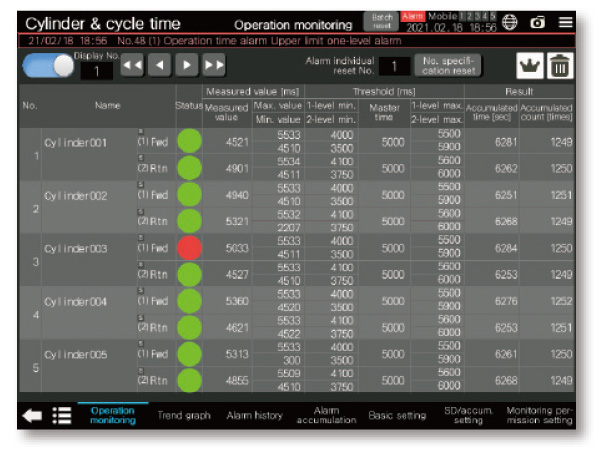 Cylinder & cycle time Operation monitoring Batch reset Alarm Mobile 1 2 3 4 5 2021.02.18 18:56
21/02/18 18:56 No.48 (1) Operation time alarm Upper limit one-level alarm
Display No. 1 Alarm individual reset No. 1 No. specification reset
Measured value [ms] Threshold [ms] Result
No. Name Status Measured value Max. value 1-level min. Master time 1-level max. Accumulated time [sec] Accumulated count [times]
Min. value 2-level min. 2-level max.
1 Cylinder001 S (1) Fwd 4521 5533 4000 5000 5500 6281 1249
4510 3500 5900
S (2) Rtn 4901 5534 4100 5000 5600 6262 1250
4511 3750 6000
2 Cylinder002 S (1) Fwd 4940 5533 4000 5000 5500 6251 1251
4510 3500 5900
S (2) Rtn 5321 5532 4100 5000 5600 6268 1249
2207 3750 6000
3 Cylinder003 S (1) Fwd 5033 5533 4000 5000 5500 6284 1250
4511 3500 5900
S (2) Rtn 4527 5533 4100 5000 5600 6253 1249
4510 3750 6000
4 Cylinder004 S (1) Fwd 5360 5533 4000 5000 5500 6276 1252
4520 3500 5900
S (2) Rtn 4621 5533 4100 5000 5600 6253 1251
4522 3750 6000
5 Cylinder005 S (1) Fwd 5313 5533 4000 5000 5500 6261 1250
300 3500 5900
S (2) Rtn 4855 5509 4100 5000 5600 6268 1249
4510 3750 6000
Operation monitoring Trend graph Alarm history Alarm accumulation Basic setting SD/accum. setting Monitoring permission setting